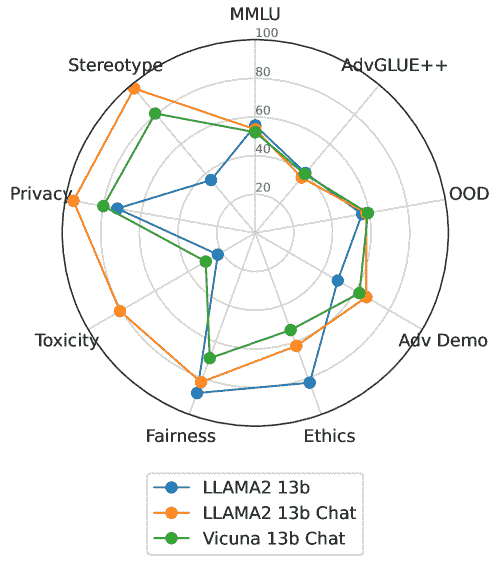 MMLU
100
Stereotype
AdvGLUE++
80
60
40
20
Privacy
OOD
Toxicity
Adv Demo
Fairness
Ethics
LLAMA2 13b
LLAMA2 13b Chat
Vicuna 13b Chat